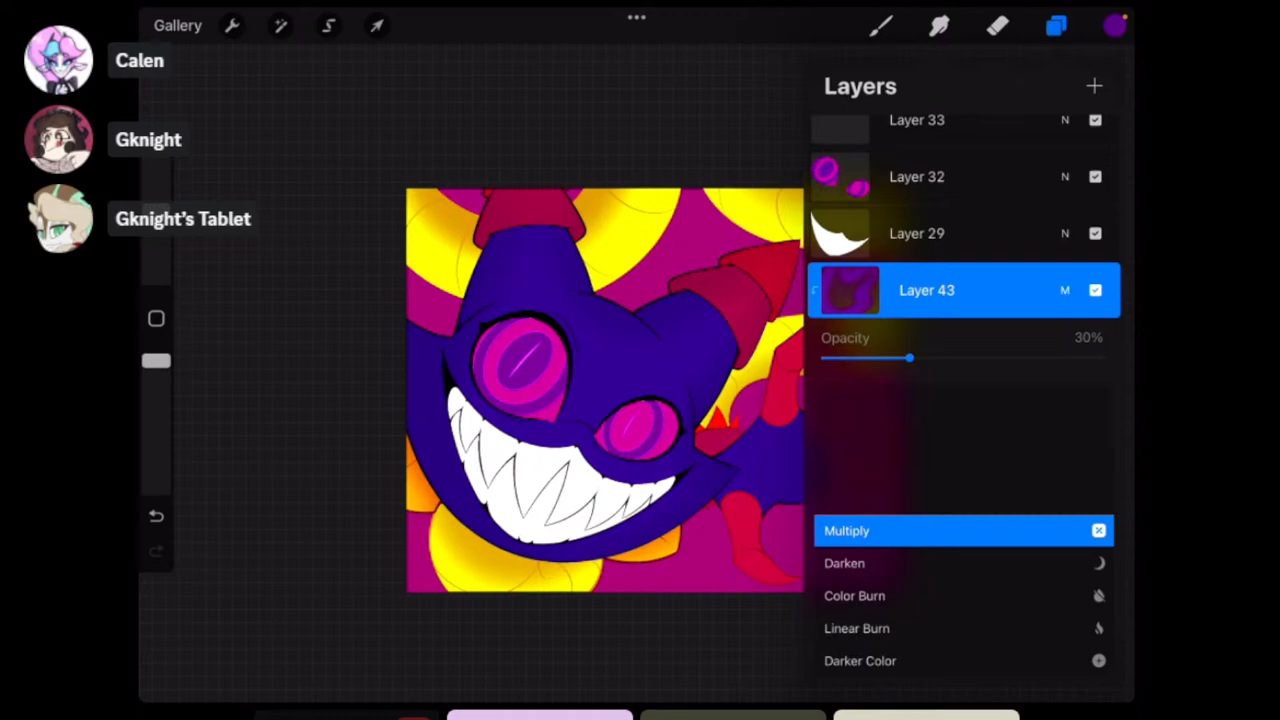 Gallery
Calen
Gknight
Gknight's Tablet
Layers
Layer 33 N
Layer 32 N
Layer 29 N
Layer 43 M
Opacity 30%
Multiply
Darken
Color Burn
Linear Burn
Darker Color